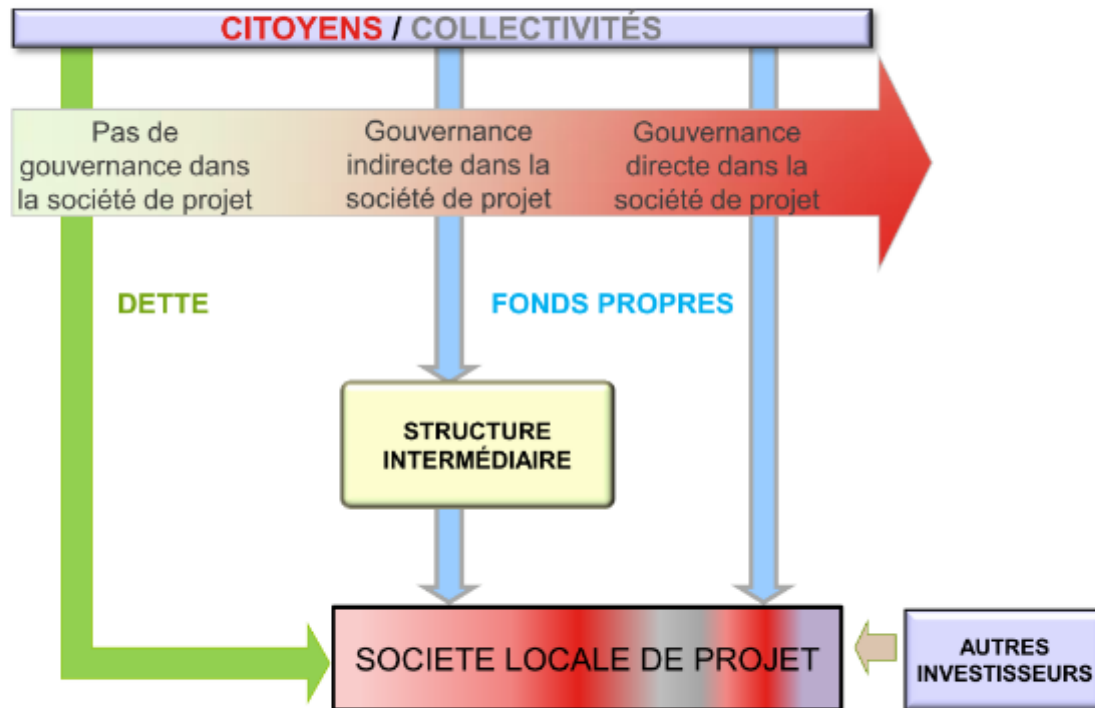 CITOYENS / COLLECTIVITÉS
Pas de
gouvernance dans
la société de projet
Gouvernance
indirecte dans la
société de projet
Gouvernance
directe dans la
société de projet
DETTE
FONDS PROPRES
STRUCTURE
INTERMÉDIAIRE
SOCIETE LOCALE DE PROJET
AUTRES
INVESTISSEURS